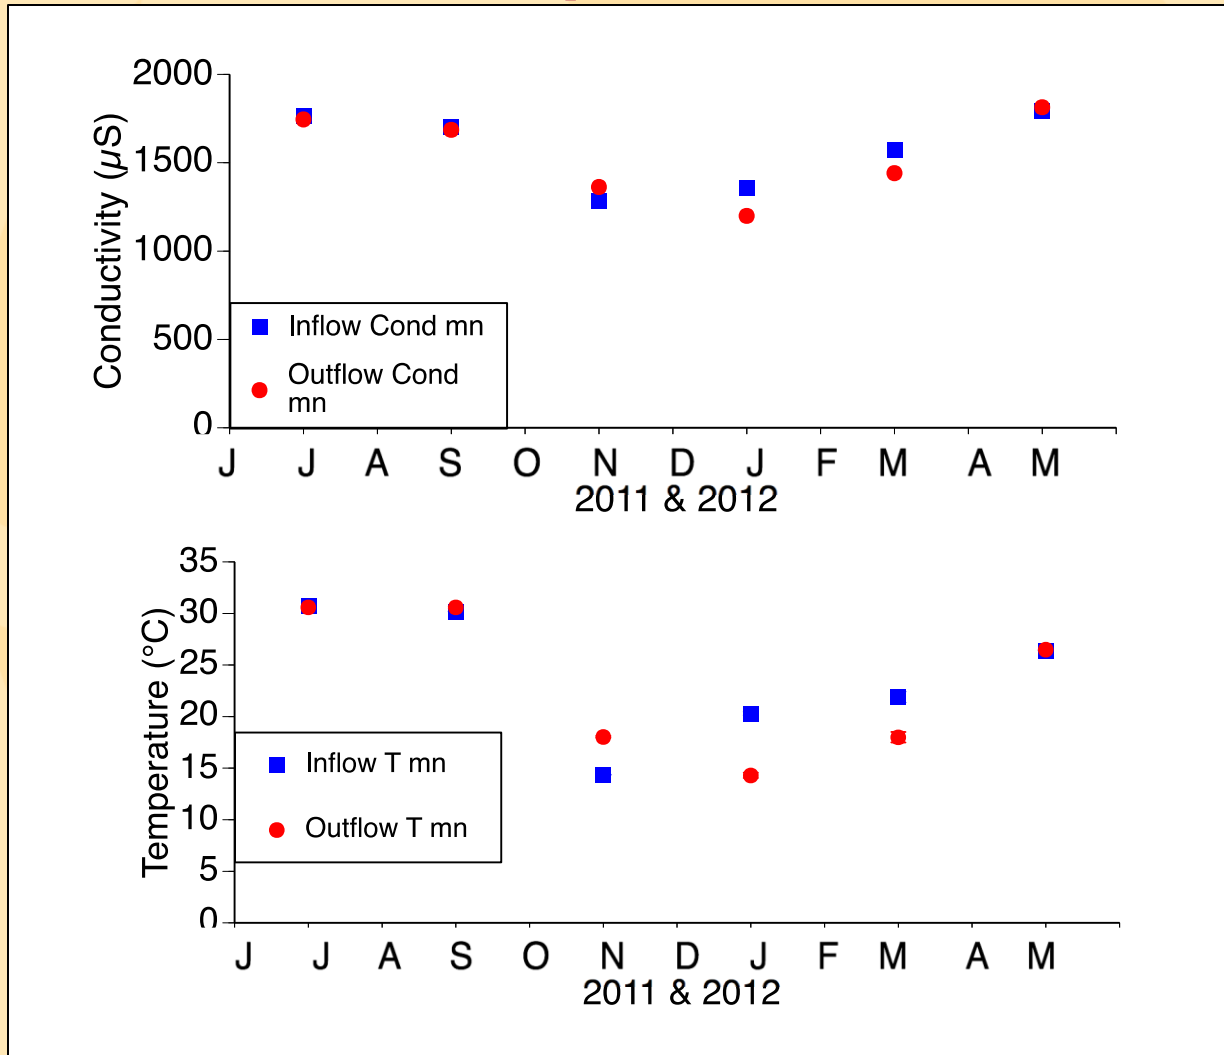 2000
1500
1000
500
0
Conductivity (µS)
Inflow Cond mn
Outflow Cond
mn
J J A S O N D J F M A M
2011 & 2012
35
30
25
20
15
10
5
0
Temperature (°C)
Inflow T mn
Outflow T mn
J J A S O N D J F M A M
2011 & 2012